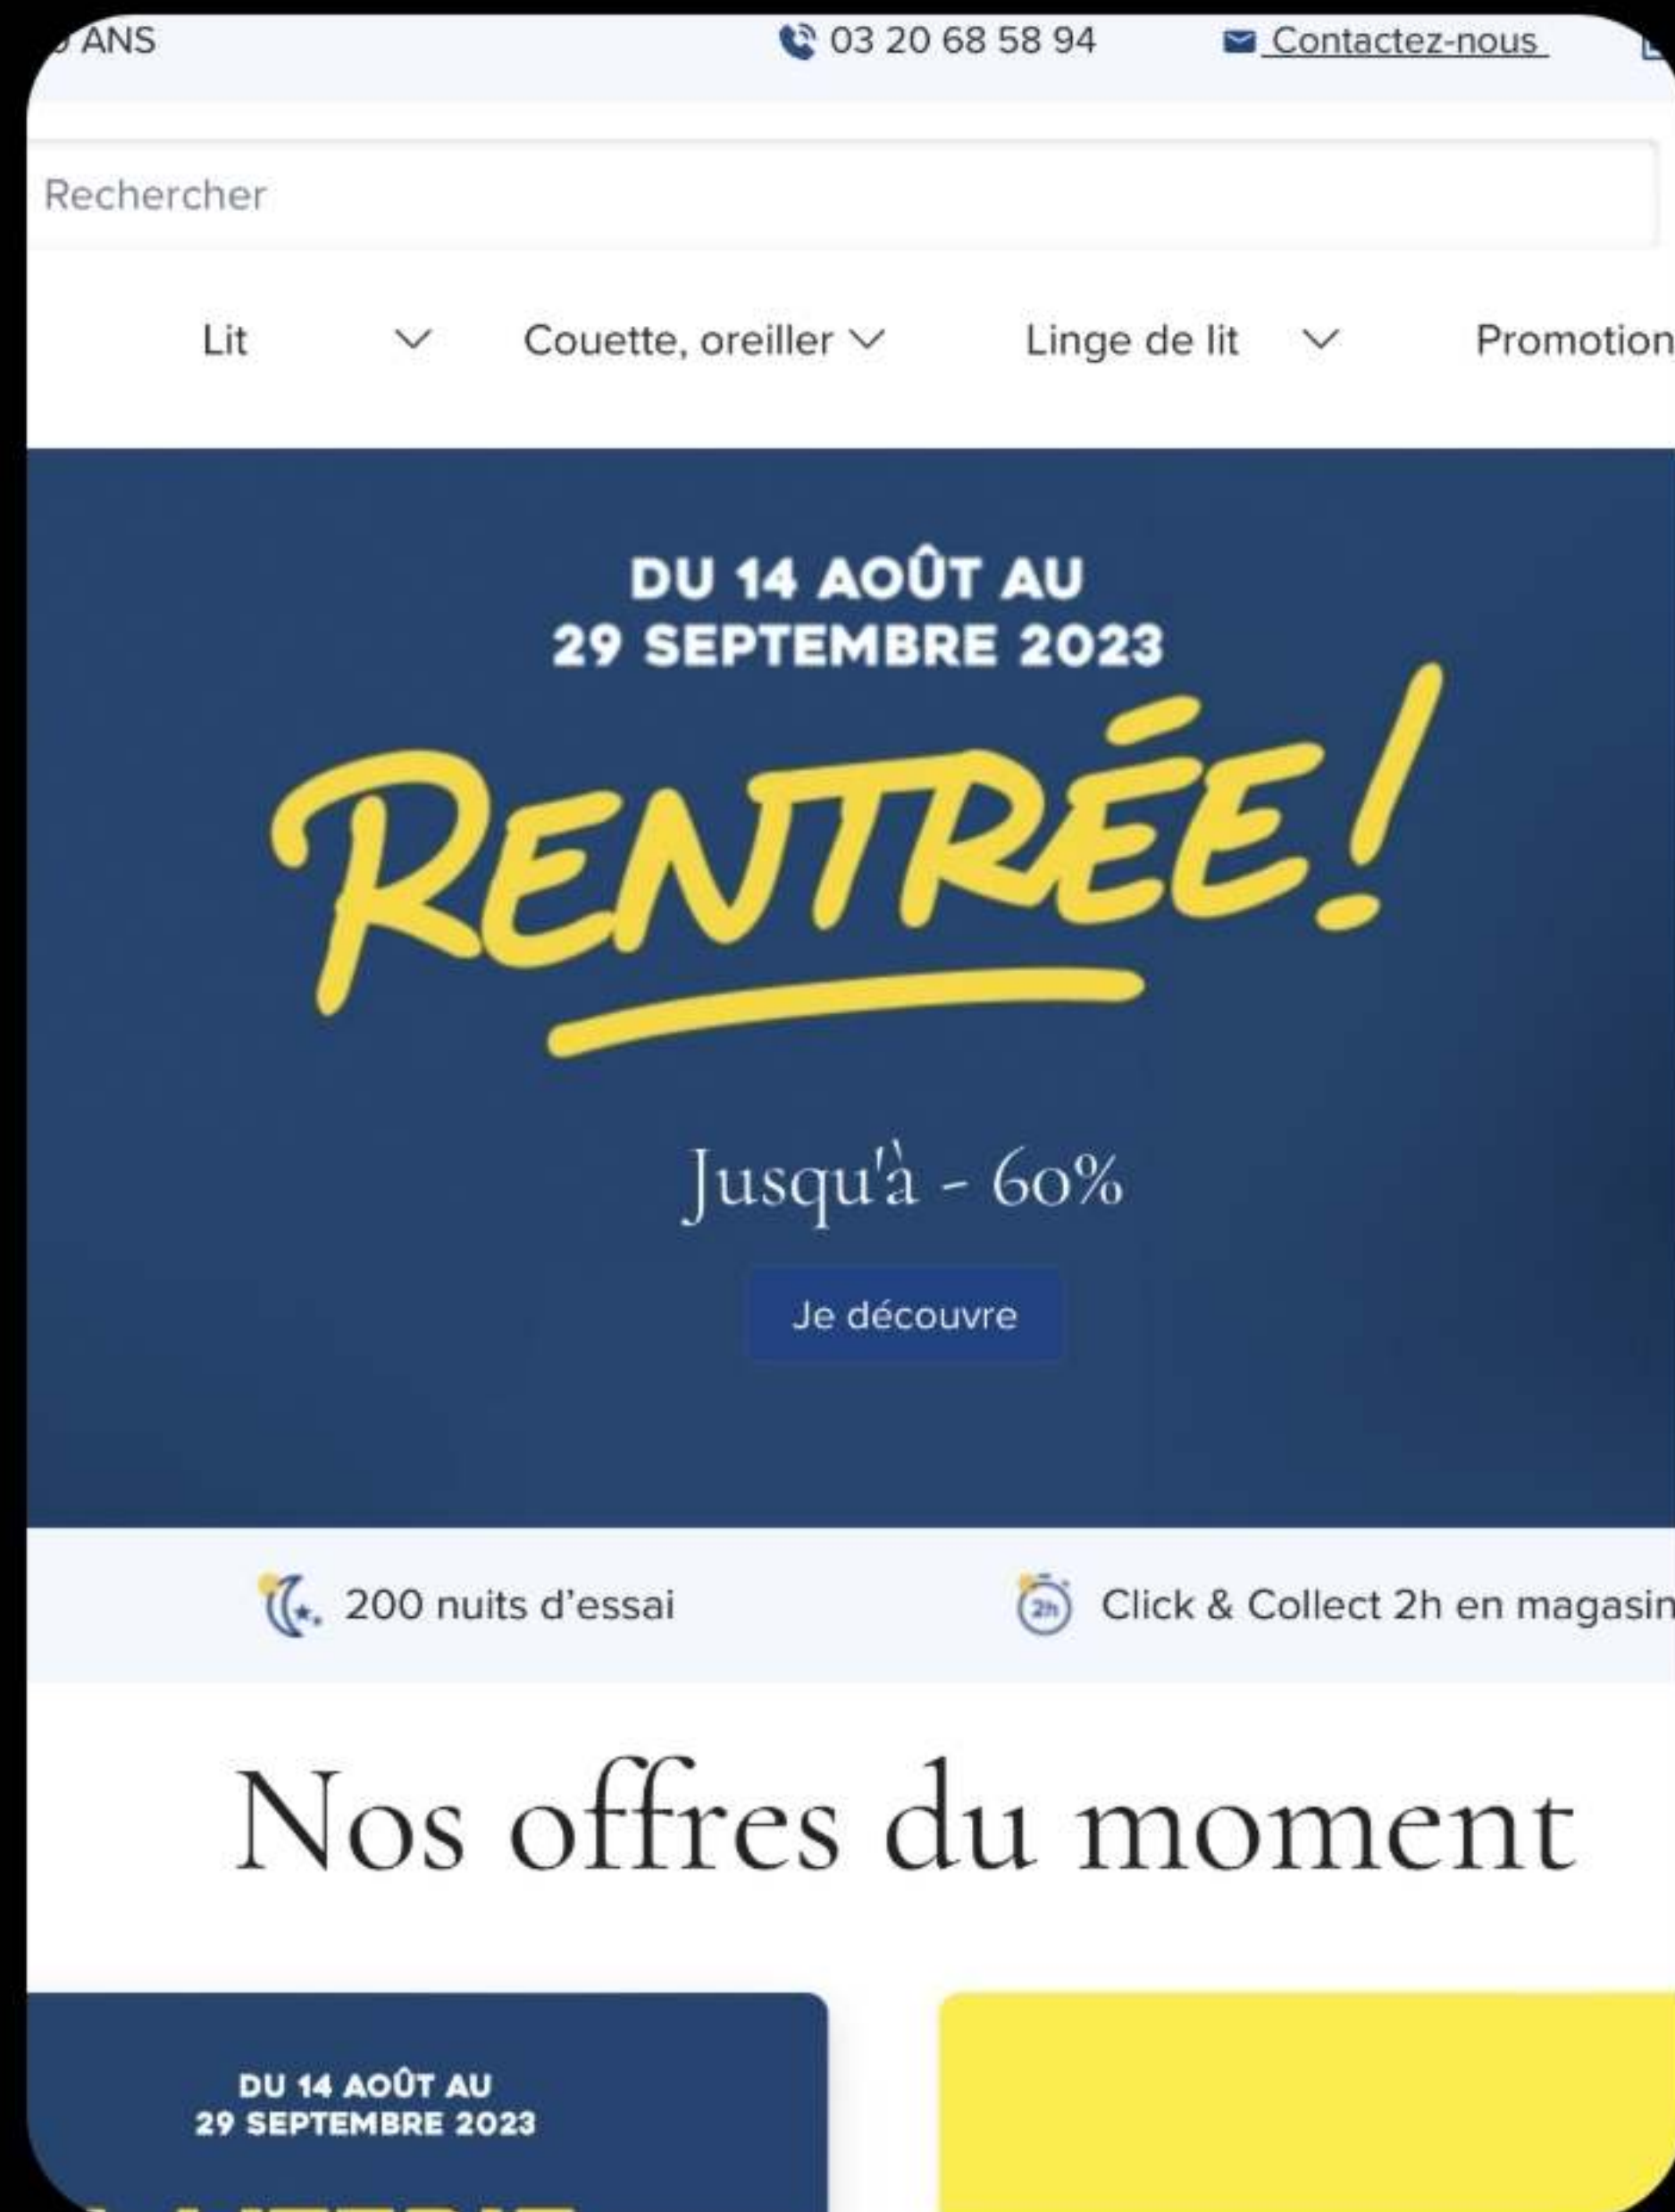 ANS
03 20 68 58 94
Contactez-nous
Rechercher
Lit
Couette, oreiller
Linge de lit
Promotion
DU 14 AOÛT AU
29 SEPTEMBRE 2023
RENTRÉE!
Jusqu'à - 60%
Je découvre
200 nuits d'essai
2h
Click & Collect 2h en magasin
Nos offres du moment
DU 14 AOÛT AU
29 SEPTEMBRE 2023